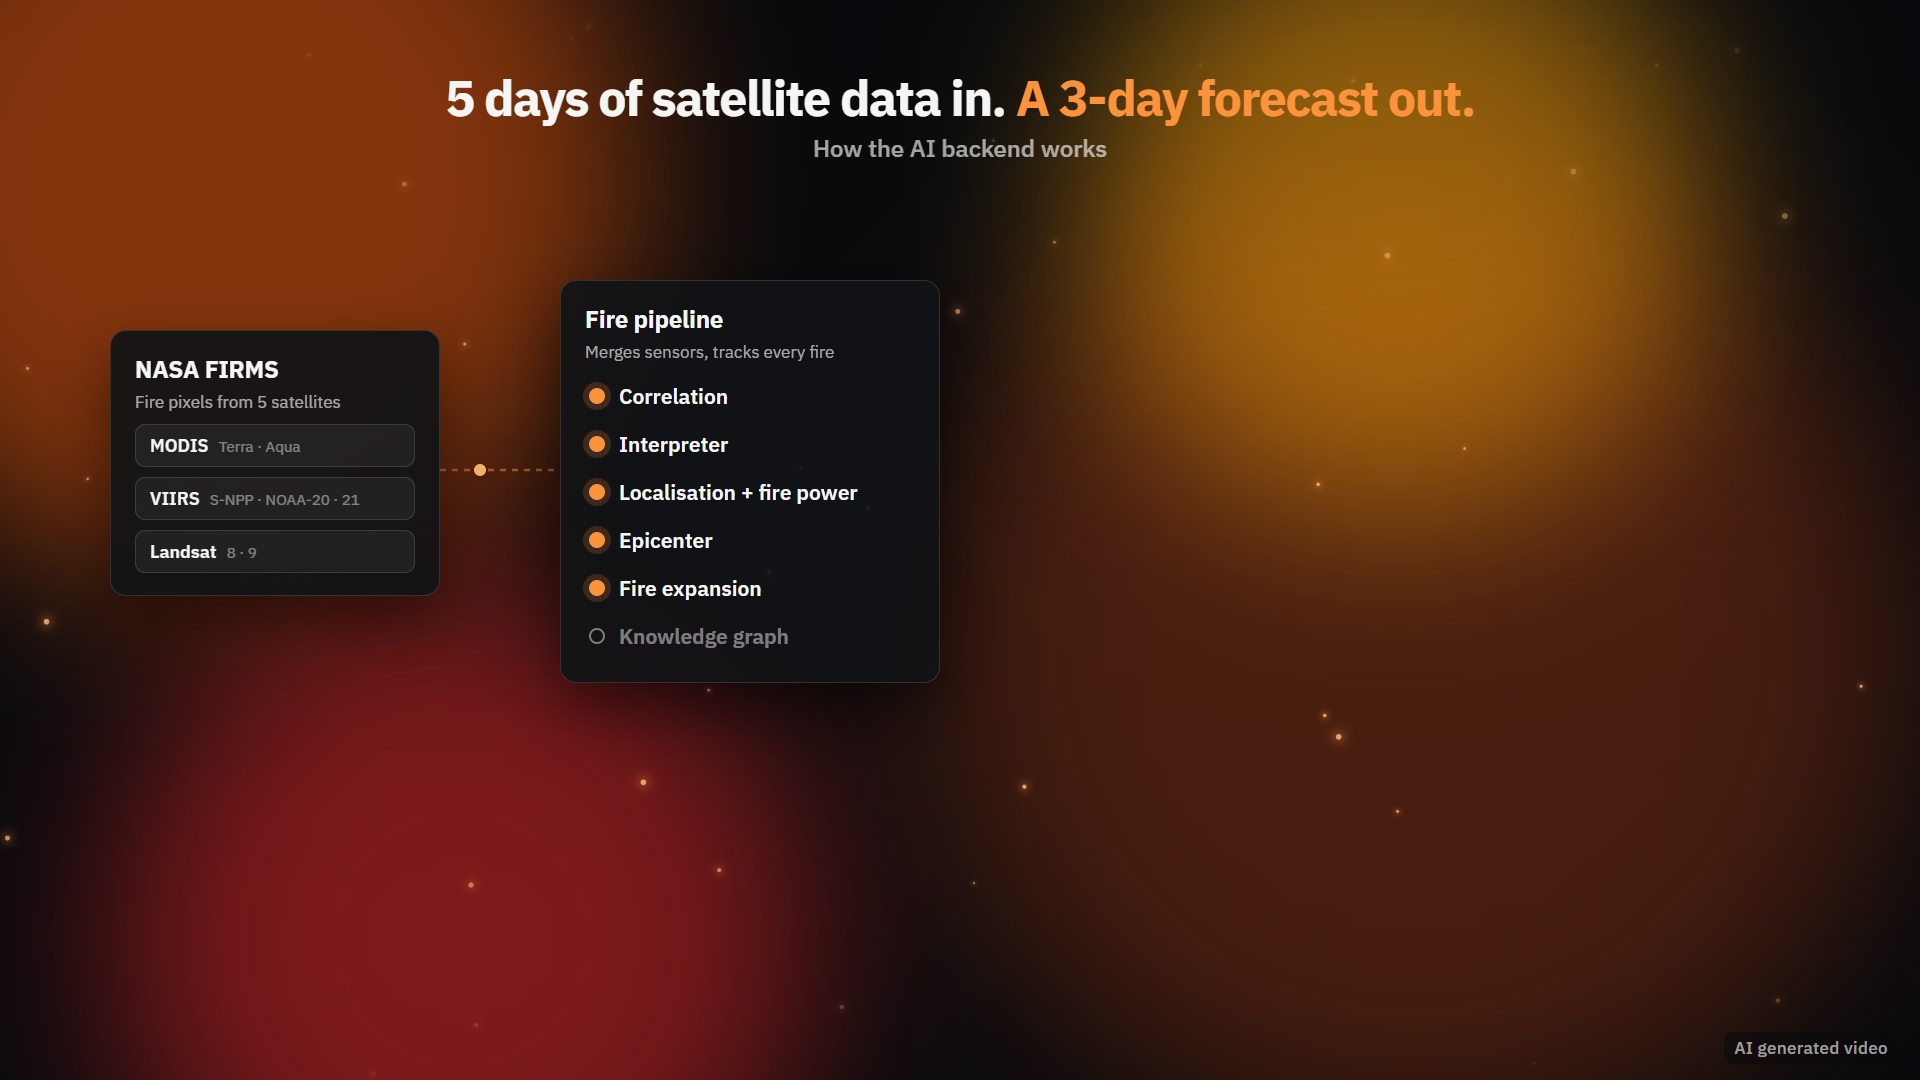 5 days of satellite data in. A 3-day forecast out.
How the AI backend works
NASA FIRMS
Fire pixels from 5 satellites
MODIS Terra · Aqua
VIIRS S-NPP · NOAA-20 · 21
Landsat 8 · 9
Fire pipeline
Merges sensors, tracks every fire
Correlation
Interpreter
Localisation + fire power
Epicenter
Fire expansion
Knowledge graph
AI generated video